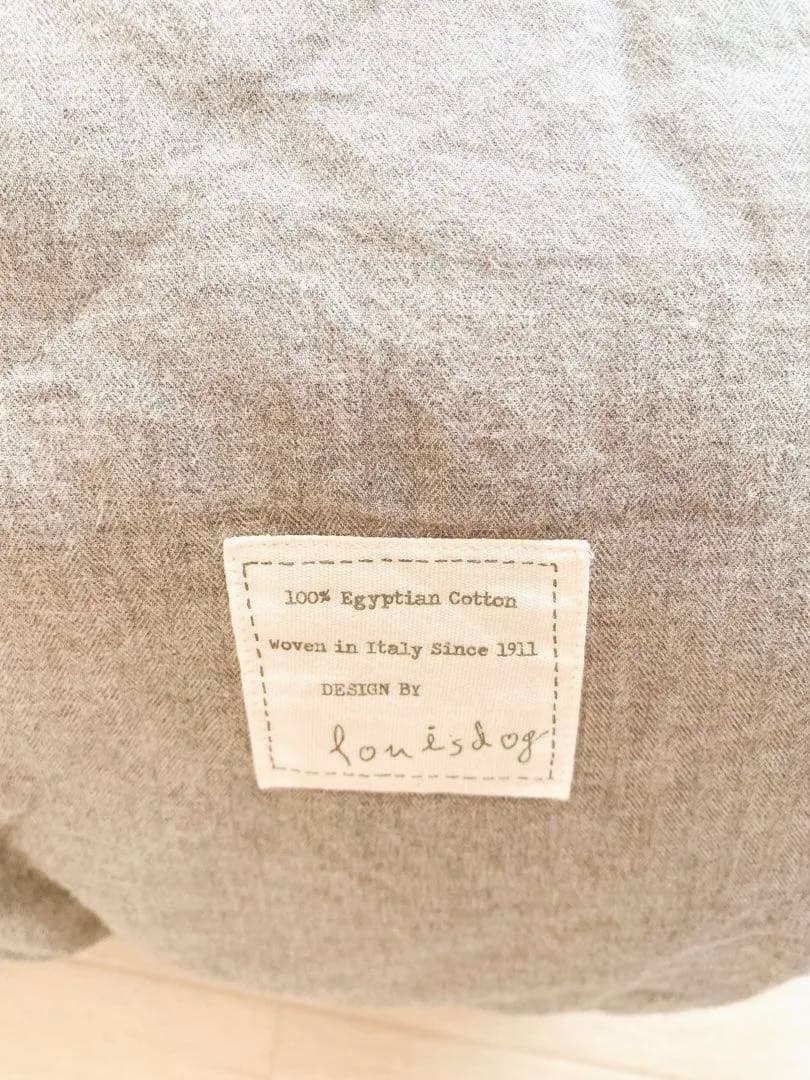 100% Egyptian Cotton
Woven in Italy Since 1911
DESIGN BY
louisdog